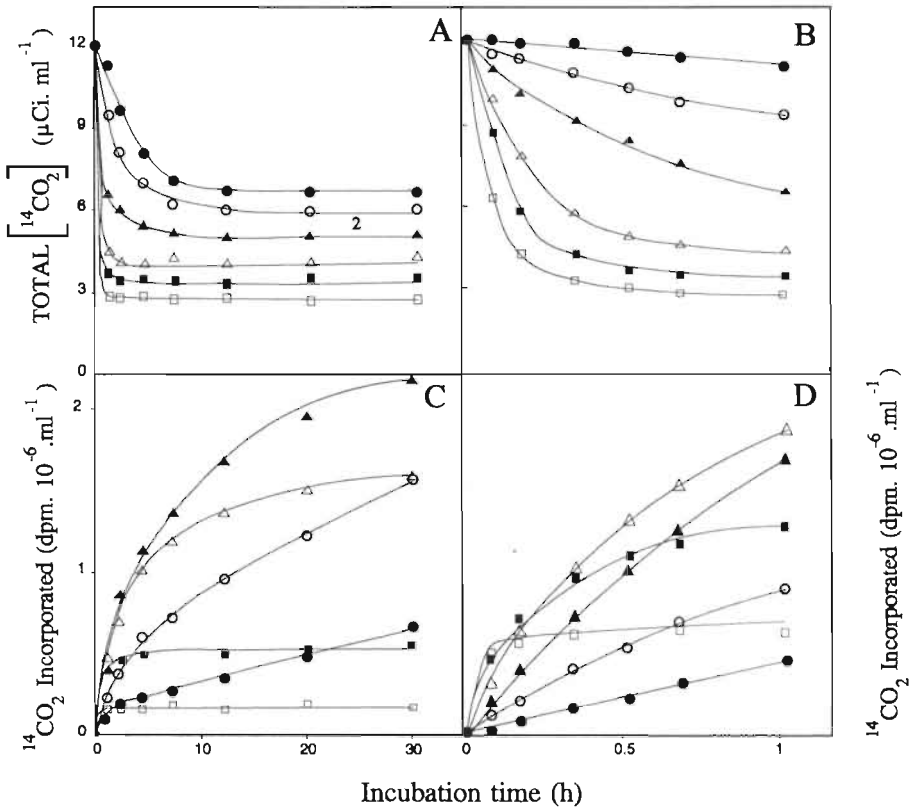 A
B
TOTAL [¹⁴CO₂] (μCi. ml⁻¹)
12
9
6
3
0
2
C
D
¹⁴CO₂ Incorporated (dpm. 10⁻⁶ .ml⁻¹)
2
1
0
¹⁴CO₂ Incorporated (dpm. 10⁻⁶ .ml⁻¹)
0 10 20 30 0 0.5 1
Incubation time (h)